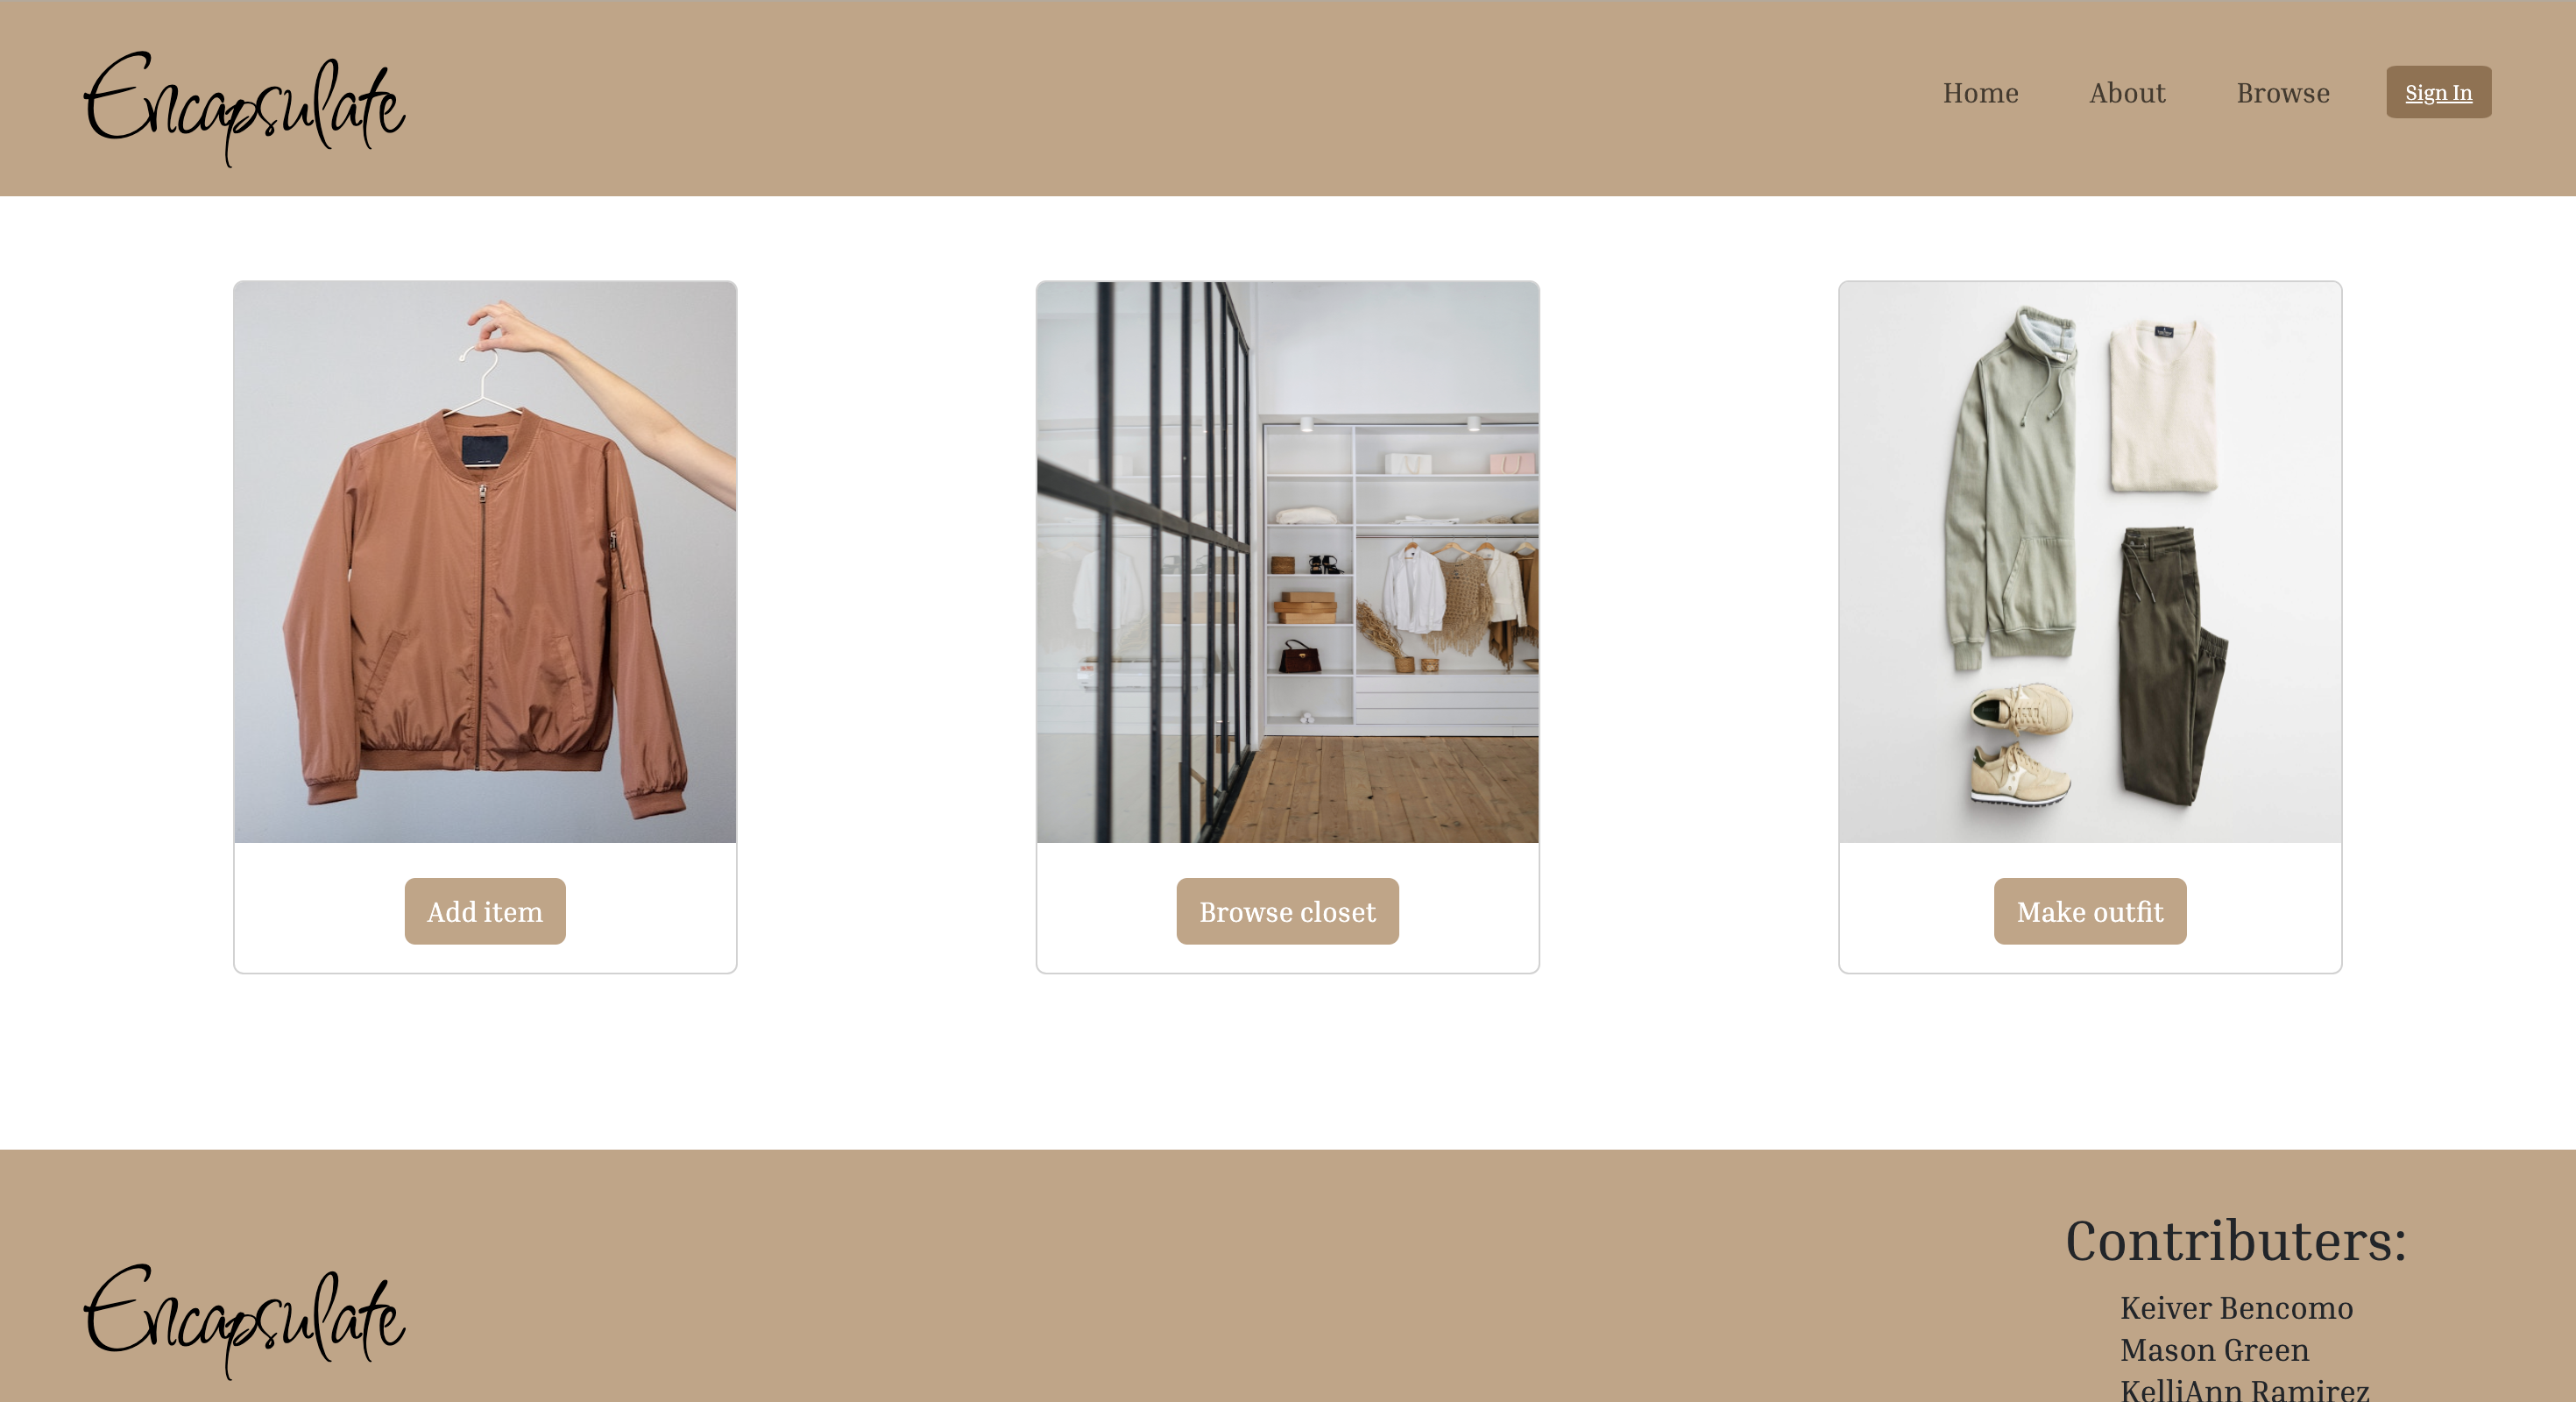 Encapsulate
Home About Browse Sign In
Add item Browse closet Make outfit
Encapsulate
Contributers:
Keiver Bencomo
Mason Green
KelliAnn Ramirez